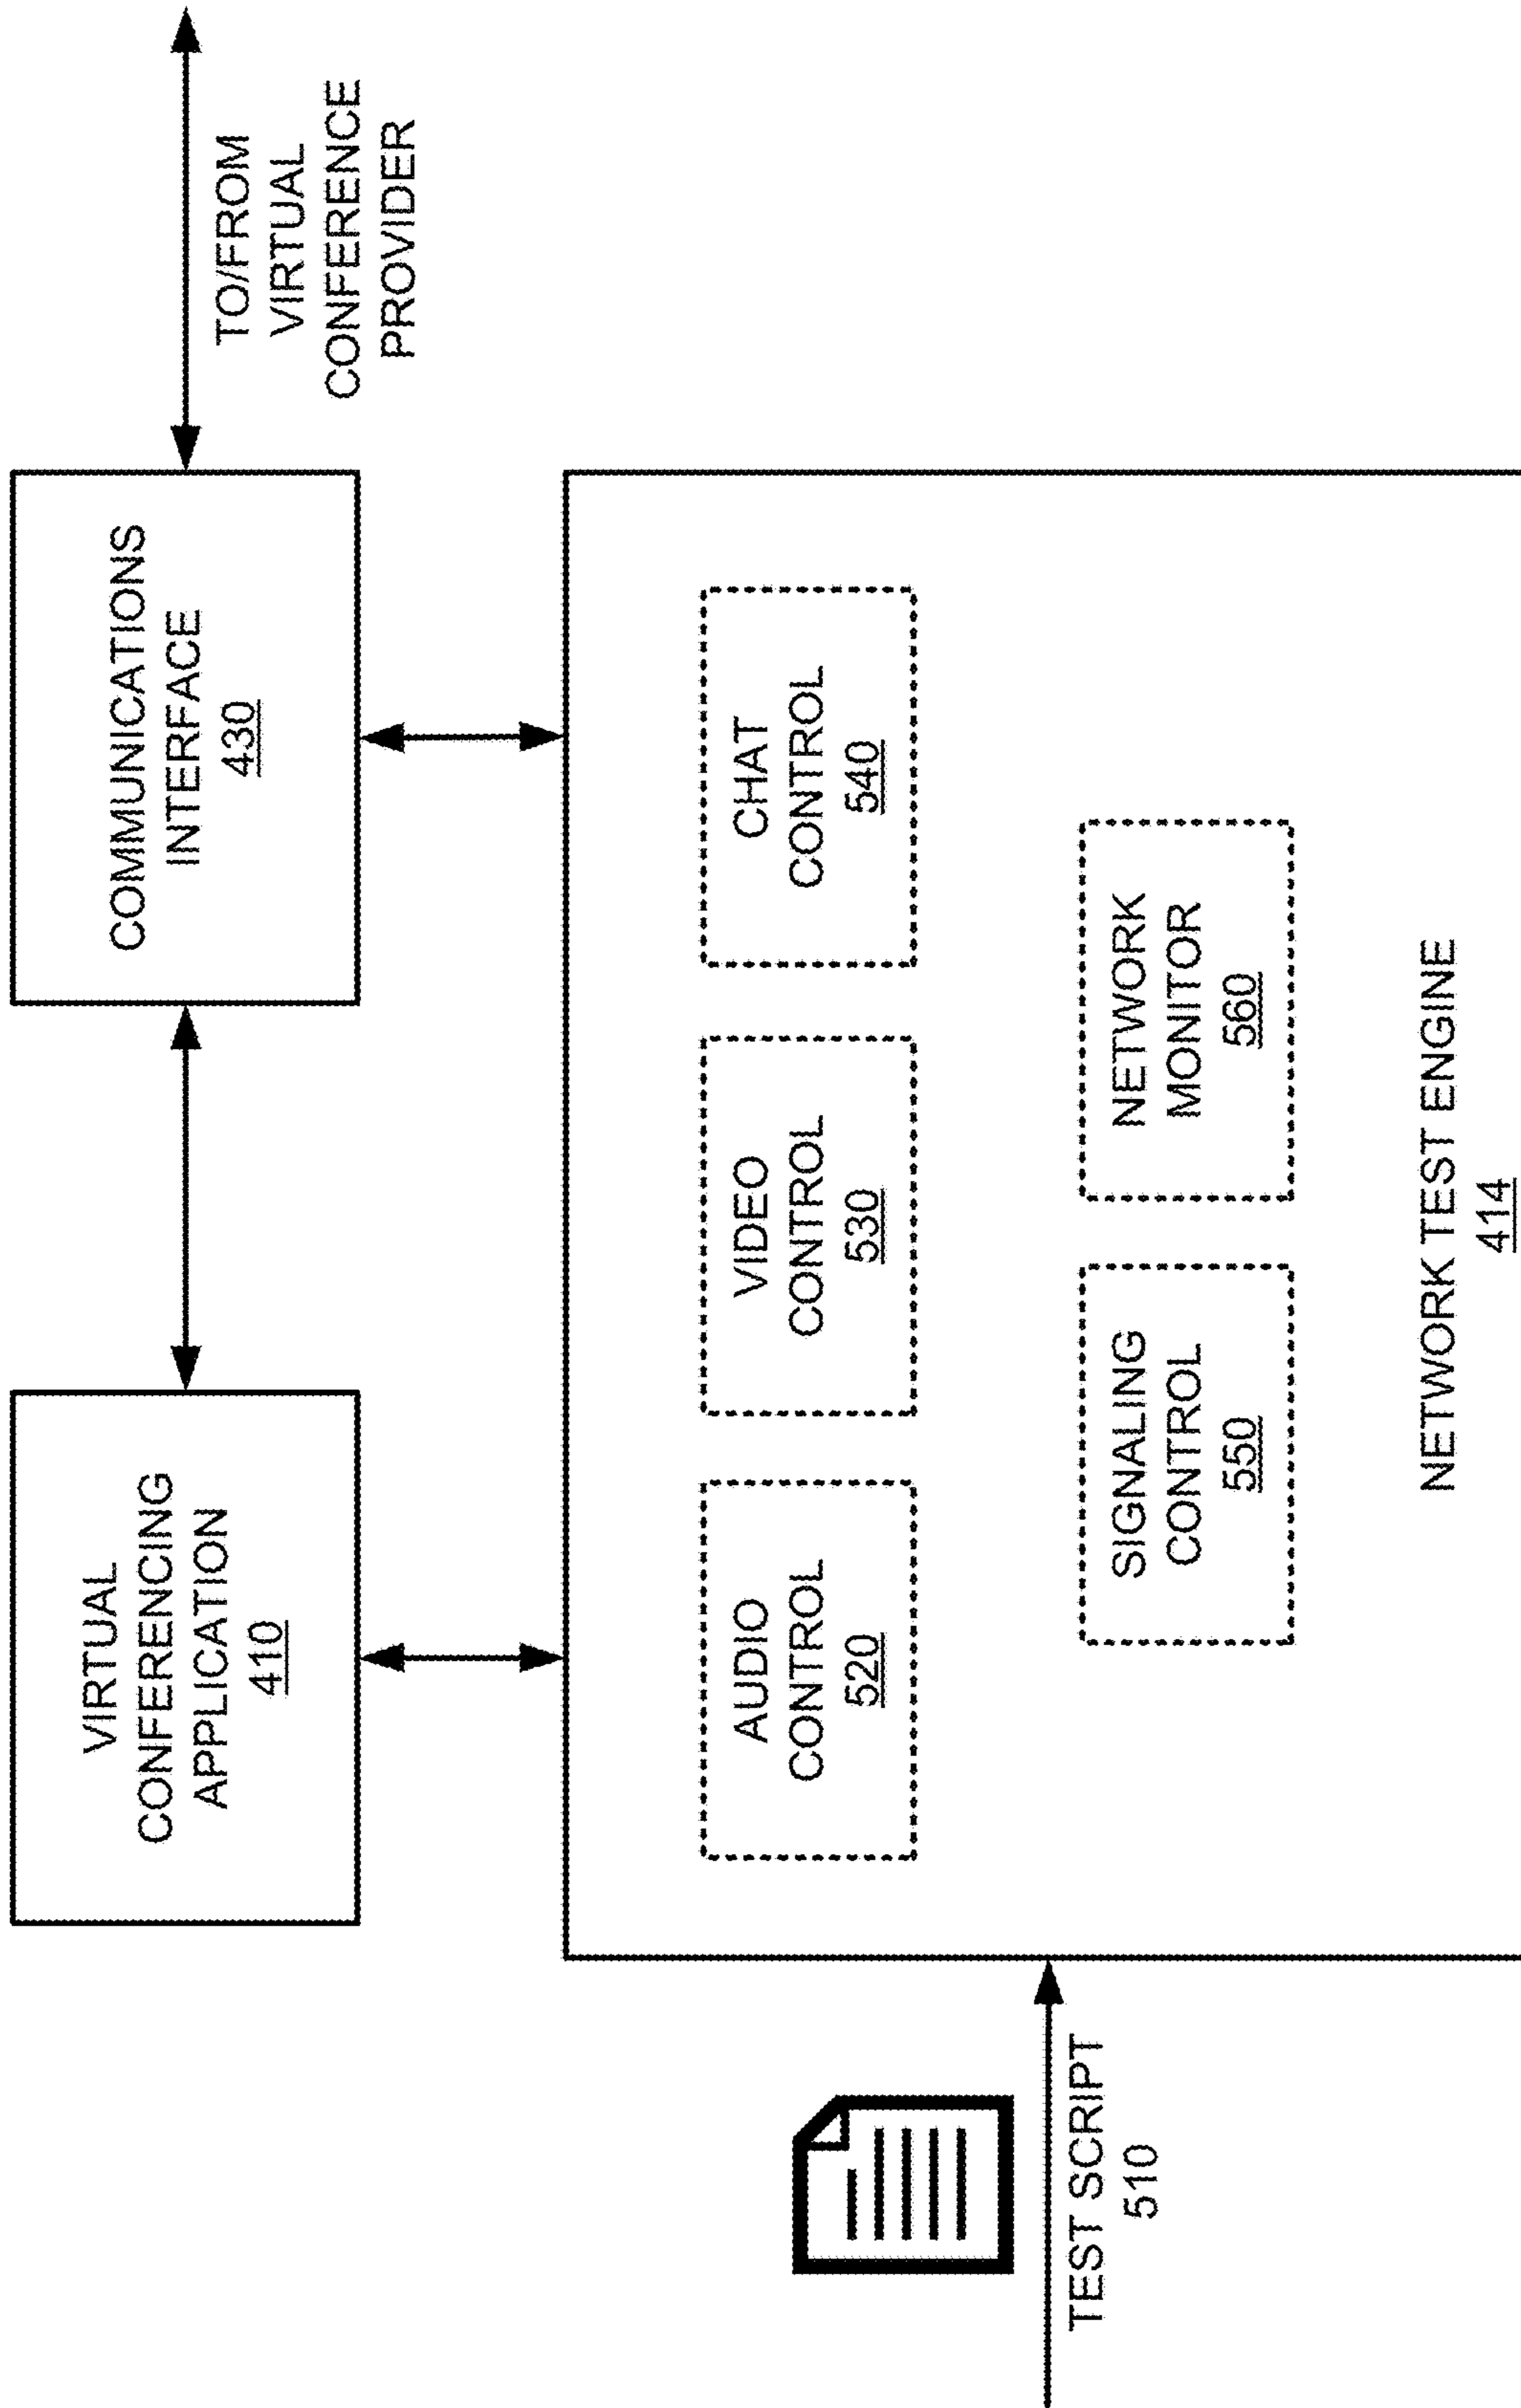 VIRTUAL
CONFERENCING
APPLICATION
410
COMMUNICATIONS
INTERFACE
430
TO/FROM
VIRTUAL
CONFERENCE
PROVIDER
TEST SCRIPT
510
AUDIO
CONTROL
520
VIDEO
CONTROL
530
CHAT
CONTROL
540
SIGNALING
CONTROL
550
NETWORK
MONITOR
560
NETWORK TEST ENGINE
414